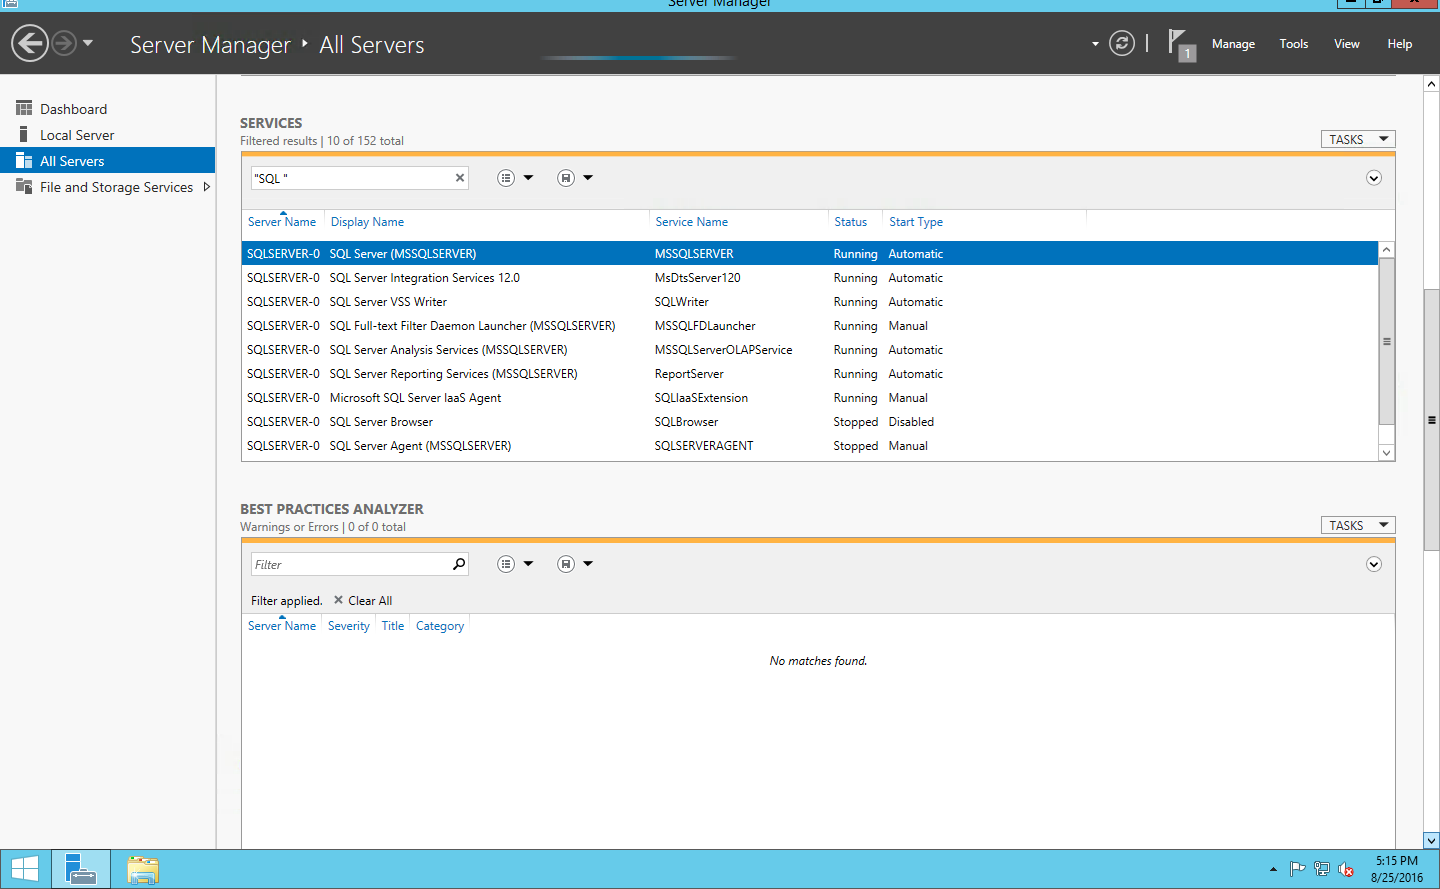 Server Manager
Server Manager ‣ All Servers
1
Manage Tools View Help
Dashboard
Local Server
All Servers
File and Storage Services
SERVICES
Filtered results | 10 of 152 total
TASKS
"SQL "
Server Name Display Name Service Name Status Start Type
SQLSERVER-0 SQL Server (MSSQLSERVER) MSSQLSERVER Running Automatic
SQLSERVER-0 SQL Server Integration Services 12.0 MsDtsServer120 Running Automatic
SQLSERVER-0 SQL Server VSS Writer SQLWriter Running Automatic
SQLSERVER-0 SQL Full-text Filter Daemon Launcher (MSSQLSERVER) MSSQLFDLauncher Running Manual
SQLSERVER-0 SQL Server Analysis Services (MSSQLSERVER) MSSQLServerOLAPService Running Automatic
SQLSERVER-0 SQL Server Reporting Services (MSSQLSERVER) ReportServer Running Automatic
SQLSERVER-0 Microsoft SQL Server IaaS Agent SQLIaaSExtension Running Manual
SQLSERVER-0 SQL Server Browser SQLBrowser Stopped Disabled
SQLSERVER-0 SQL Server Agent (MSSQLSERVER) SQLSERVERAGENT Stopped Manual
BEST PRACTICES ANALYZER
Warnings or Errors | 0 of 0 total
TASKS
Filter
Filter applied. Clear All
Server Name Severity Title Category
No matches found.
5:15 PM
8/25/2016